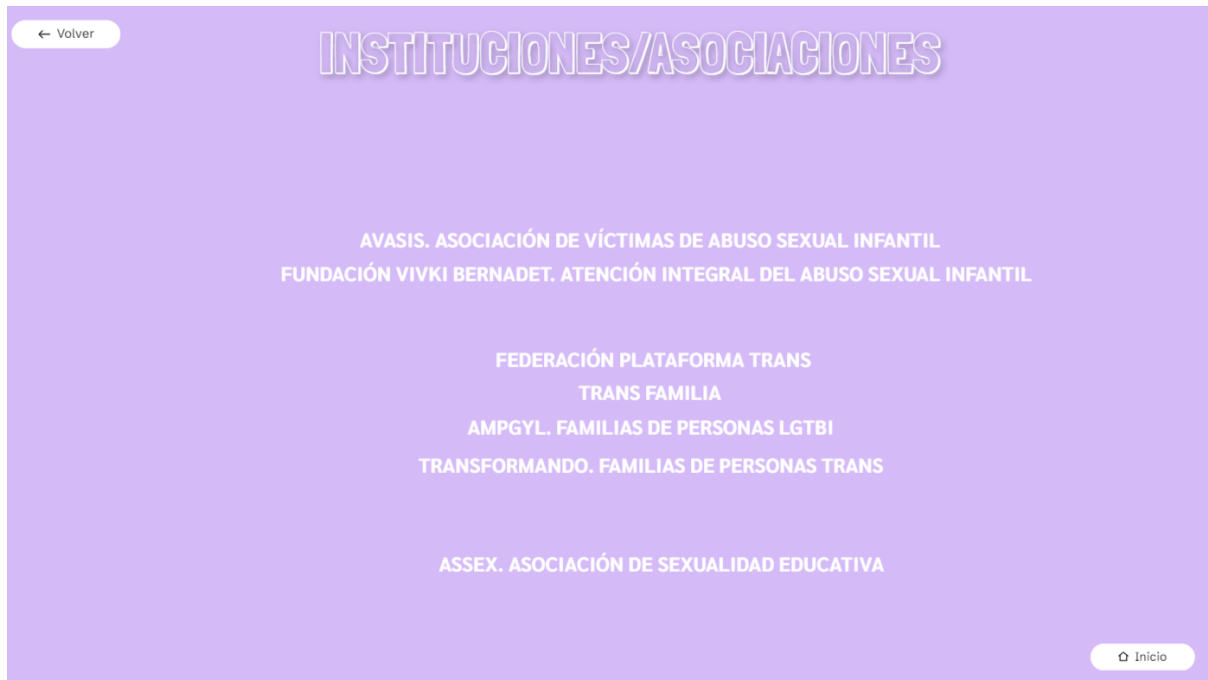 Volver
INSTITUCIONES/ASOCIACIONES
AVASIS. ASOCIACIÓN DE VÍCTIMAS DE ABUSO SEXUAL INFANTIL
FUNDACIÓN VIVKI BERNADET. ATENCIÓN INTEGRAL DEL ABUSO SEXUAL INFANTIL
FEDERACIÓN PLATAFORMA TRANS
TRANS FAMILIA
AMPGYL. FAMILIAS DE PERSONAS LGTBI
TRANSFORMANDO. FAMILIAS DE PERSONAS TRANS
ASSEX. ASOCIACIÓN DE SEXUALIDAD EDUCATIVA
Inicio